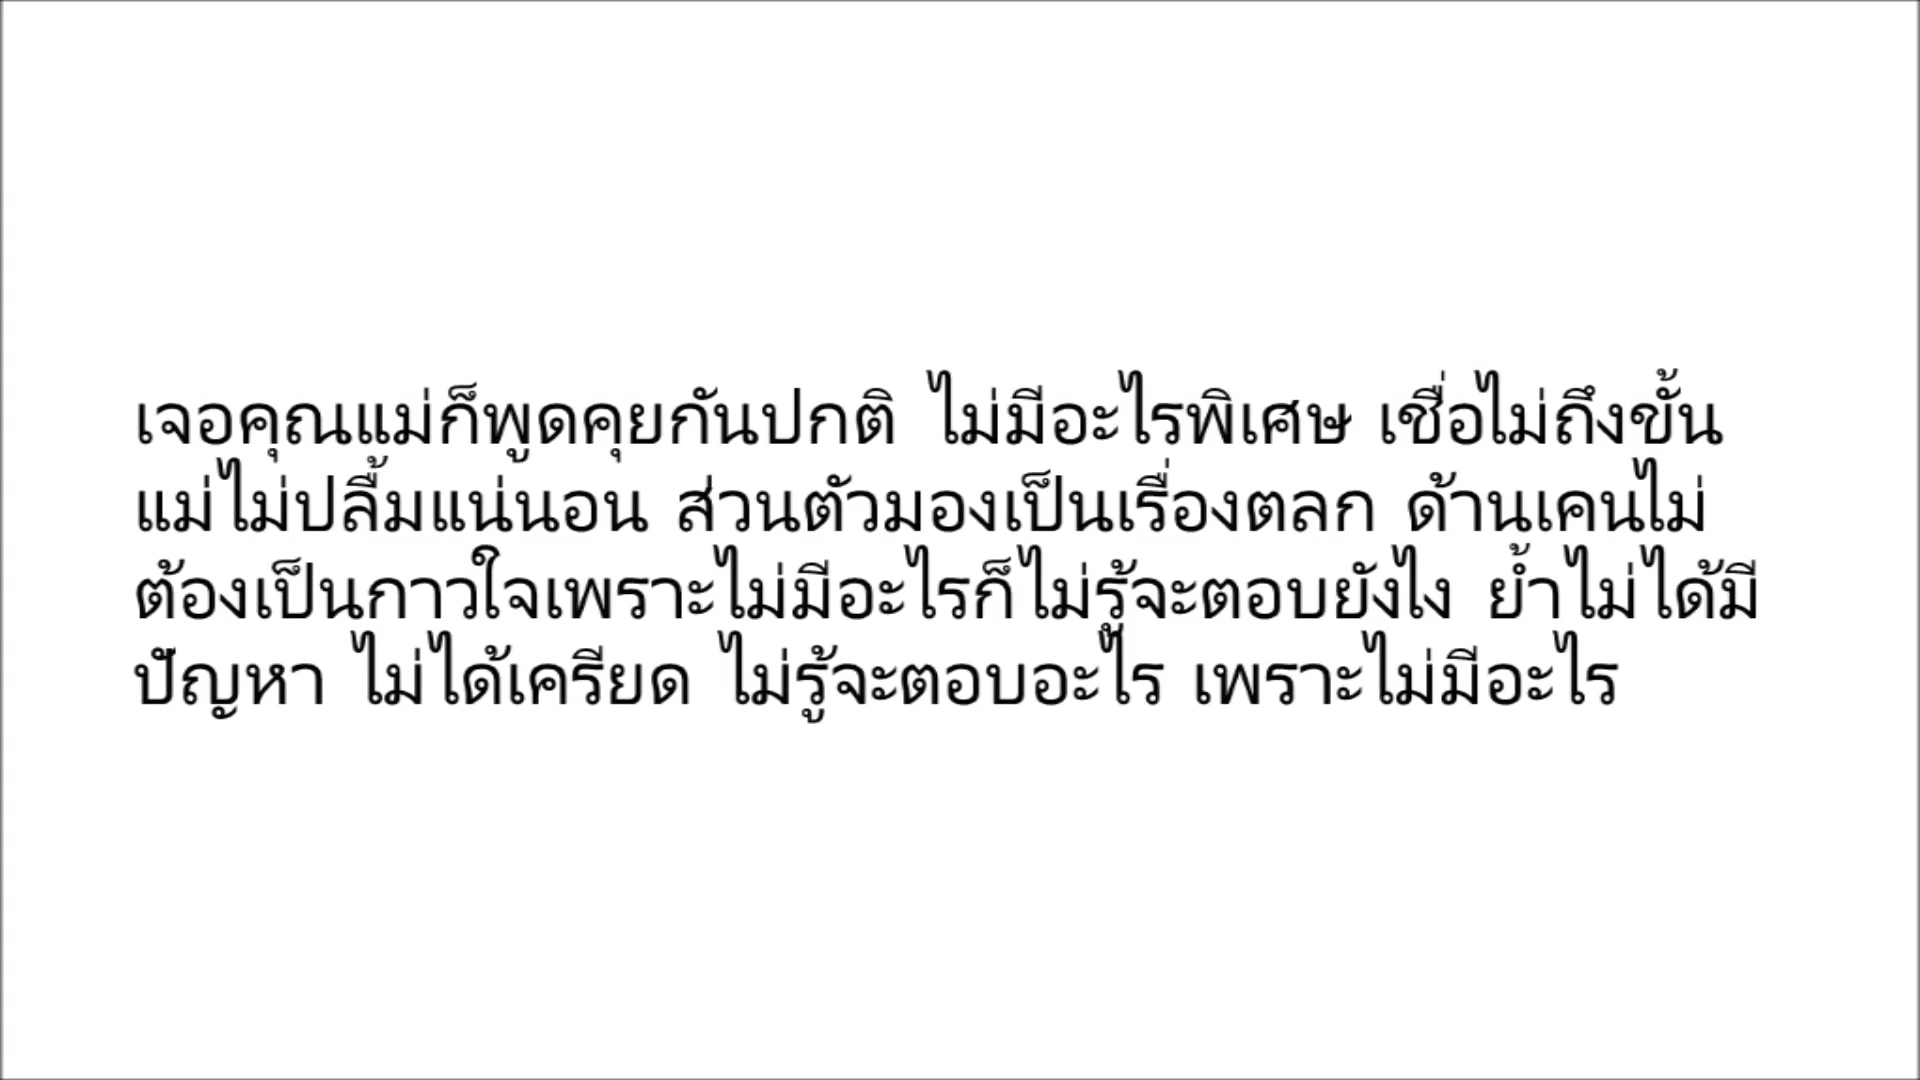 เจอคุณแม่ก็พูดคุยกันปกติ ไม่มีอะไรพิเศษ เชื่อไม่ถึงขั้น
แม่ไม่ปลื้มแน่นอน ส่วนตัวมองเป็นเรื่องตลก ด้านเคนไม่
ต้องเป็นกาวใจเพราะไม่มีอะไรก็ไม่รู้จะตอบยังไง ย้ำไม่ได้มี
ปัญหา ไม่ได้เครียด ไม่รู้จะตอบอะไร เพราะไม่มีอะไร